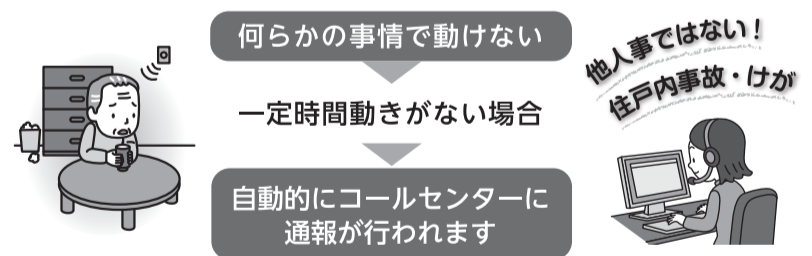 何らかの事情で動けない
一定時間動きがない場合
自動的にコールセンターに
通報が行われます
他人事ではない！
住戸内事故・けが